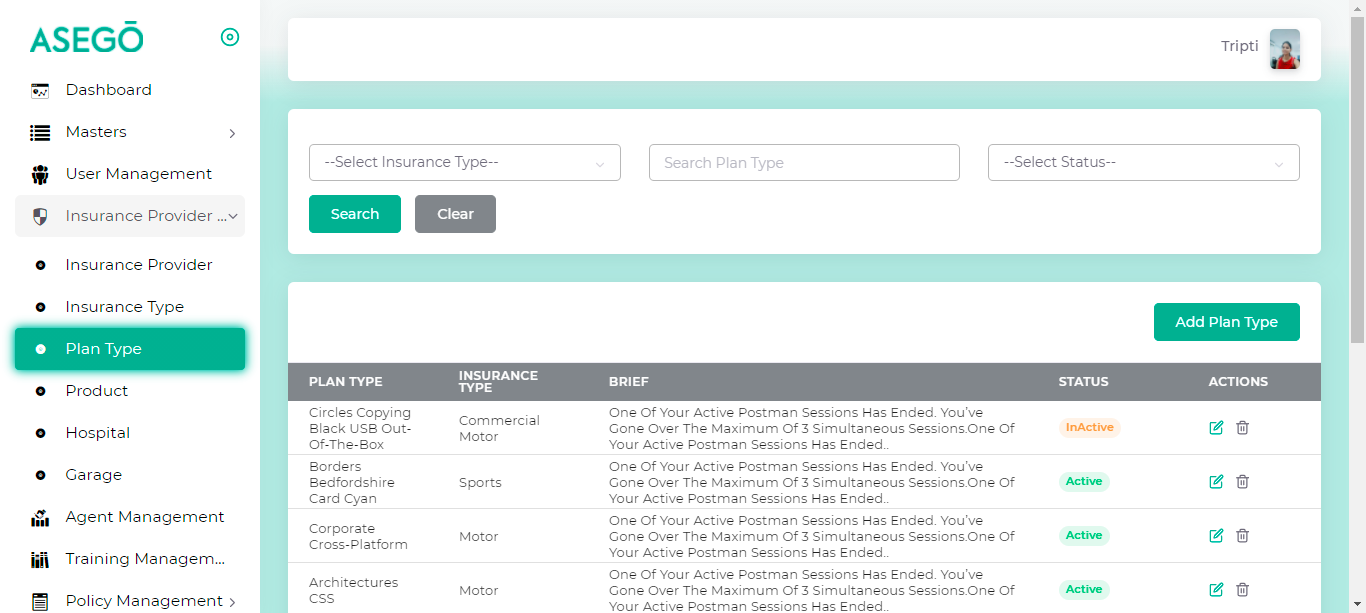 ASEGŌ
Dashboard
Masters
User Management
Insurance Provider ...
Insurance Provider
Insurance Type
Plan Type
Product
Hospital
Garage
Agent Management
Training Managem...
Policy Management
Tripti
--Select Insurance Type--
Search Plan Type
--Select Status--
Search
Clear
Add Plan Type
PLAN TYPE
INSURANCE
TYPE
BRIEF
STATUS
ACTIONS
Circles Copying
Black USB Out-
Of-The-Box
Commercial
Motor
One Of Your Active Postman Sessions Has Ended. You’ve
Gone Over The Maximum Of 3 Simultaneous Sessions.One Of
Your Active Postman Sessions Has Ended..
InActive
Borders
Bedfordshire
Card Cyan
Sports
One Of Your Active Postman Sessions Has Ended. You’ve
Gone Over The Maximum Of 3 Simultaneous Sessions.One Of
Your Active Postman Sessions Has Ended..
Active
Corporate
Cross-Platform
Motor
One Of Your Active Postman Sessions Has Ended. You’ve
Gone Over The Maximum Of 3 Simultaneous Sessions.One Of
Your Active Postman Sessions Has Ended..
Active
Architectures
CSS
Motor
One Of Your Active Postman Sessions Has Ended. You’ve
Gone Over The Maximum Of 3 Simultaneous Sessions.One Of
Your Active Postman Sessions Has Ended..
Active